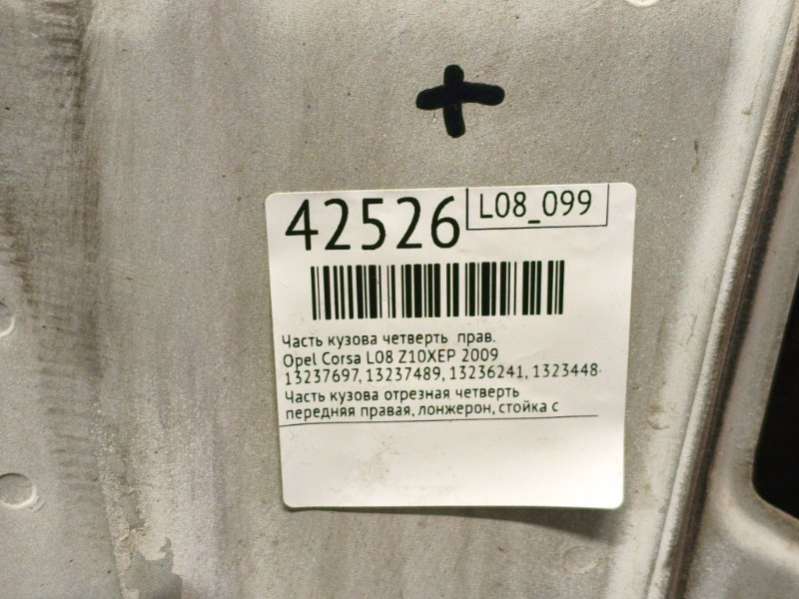 42526
L08_099
Часть кузова четверть прав.
Opel Corsa L08 Z10XEP 2009
13237697, 13237489, 13236241, 1323448
Часть кузова отрезная четверть
передняя правая, лонжерон, стойка с